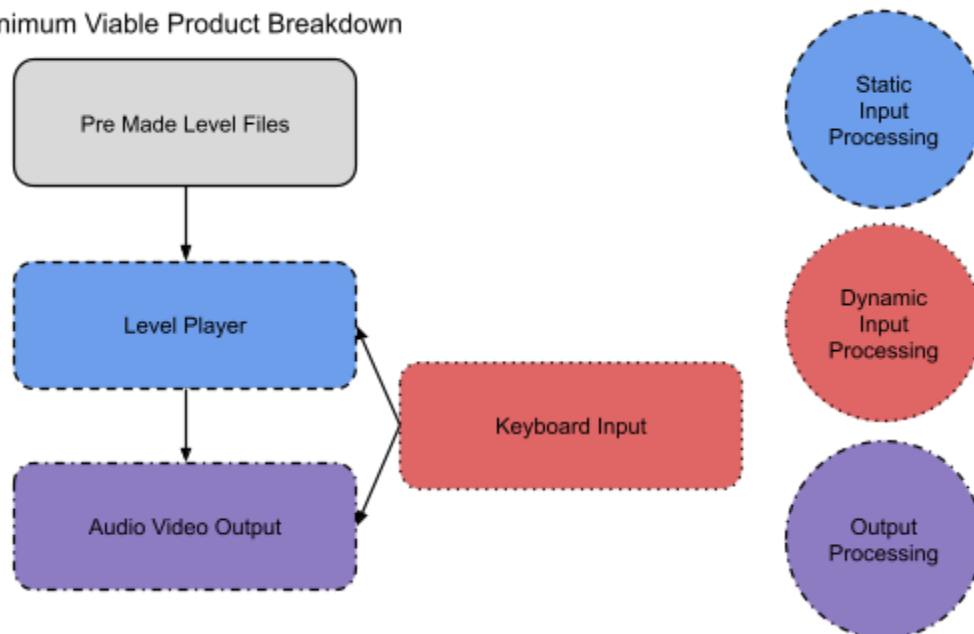 nimum Viable Product Breakdown
Pre Made Level Files
Level Player
Keyboard Input
Audio Video Output
Static
Input
Processing
Dynamic
Input
Processing
Output
Processing